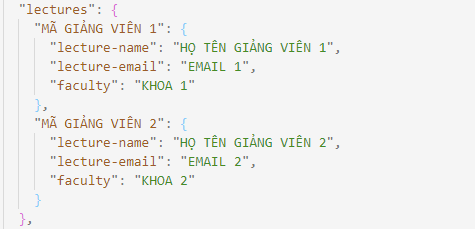 "lectures": {
"MÃ GIẢNG VIÊN 1": {
"lecture-name": "HỌ TÊN GIẢNG VIÊN 1",
"lecture-email": "EMAIL 1",
"faculty": "KHOA 1"
},
"MÃ GIẢNG VIÊN 2": {
"lecture-name": "HỌ TÊN GIẢNG VIÊN 2",
"lecture-email": "EMAIL 2",
"faculty": "KHOA 2"
}
},